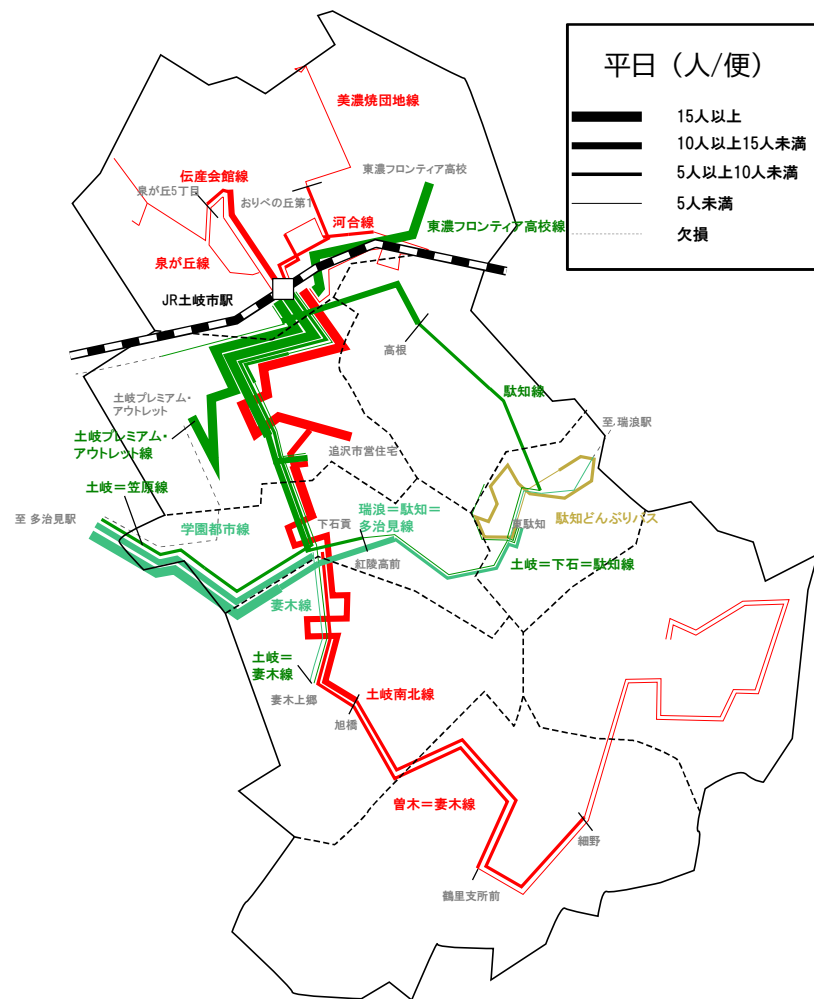 平日（人/便）
15人以上
10人以上15人未満
5人以上10人未満
5人未満
欠損
美濃焼団地線
東濃フロンティア高校
伝産会館線
泉が丘5丁目
おりべの丘第1
河合線
東濃フロンティア高校線
泉が丘線
JR土岐市駅
高根
駄知線
土岐プレミアム・
アウトレット
土岐プレミアム・
アウトレット線
至 瑞浪駅
追沢市営住宅
土岐＝笠原線
至 多治見駅
学園都市線
下石貢
瑞浪＝駄知＝
多治見線
東駄知
駄知どんぶりバス
紅陵高前
土岐＝下石＝駄知線
妻木線
土岐＝
妻木線
妻木上郷
土岐南北線
旭橋
曽木＝妻木線
細野
鶴里支所前